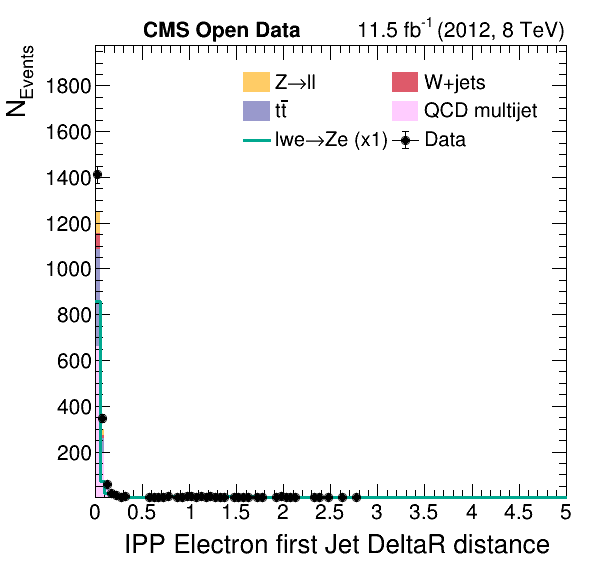 CMS Open Data 11.5 fb⁻¹ (2012, 8 TeV)
N_Events
Z→ll W+jets
tt̄ QCD multijet
lwe→Ze (x1) Data
1800
1600
1400
1200
1000
800
600
400
200
0 0.5 1 1.5 2 2.5 3 3.5 4 4.5 5
IPP Electron first Jet DeltaR distance